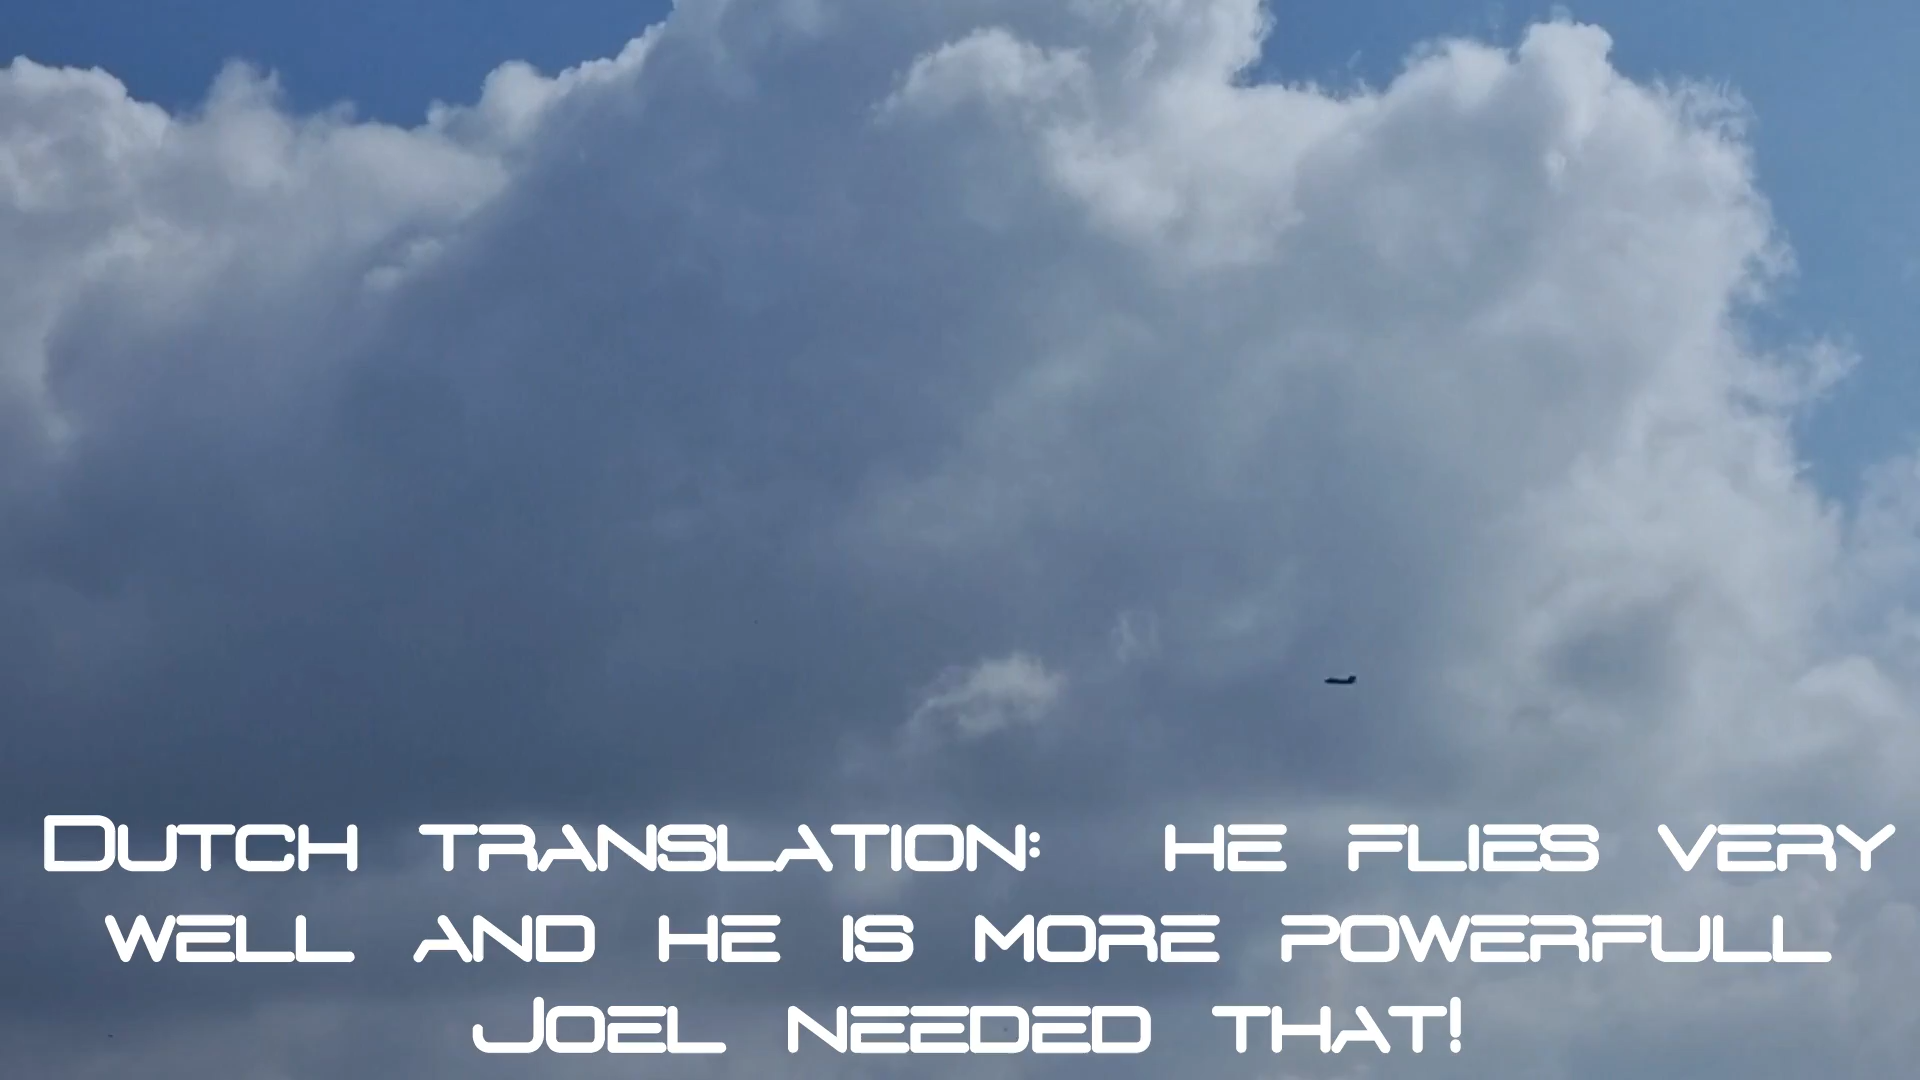 Dutch translation: he flies very
well and he is more powerfull
Joel needed that!